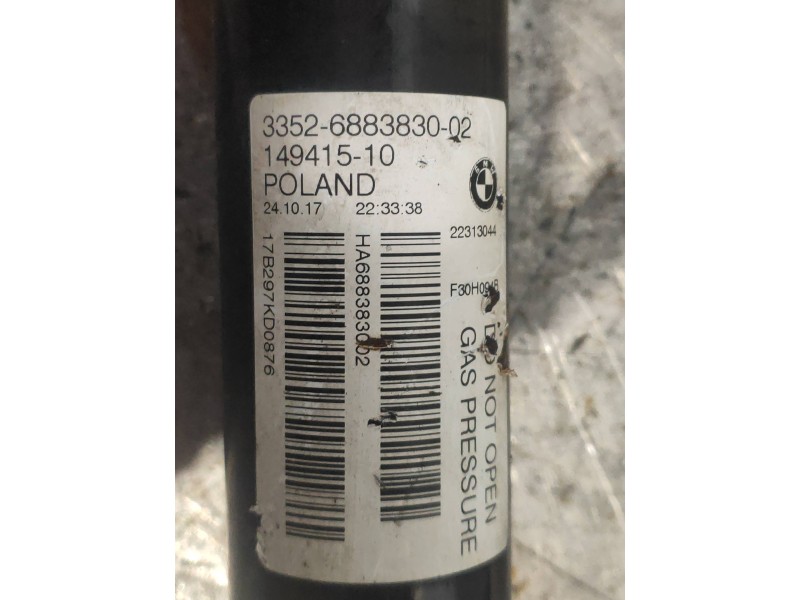 3352-6883830-02
149415-10
POLAND
BMW
24.10.17 22:33:38
22313044
17B297KD0876
HA688383002
DO NOT OPEN
GAS PRESSURE